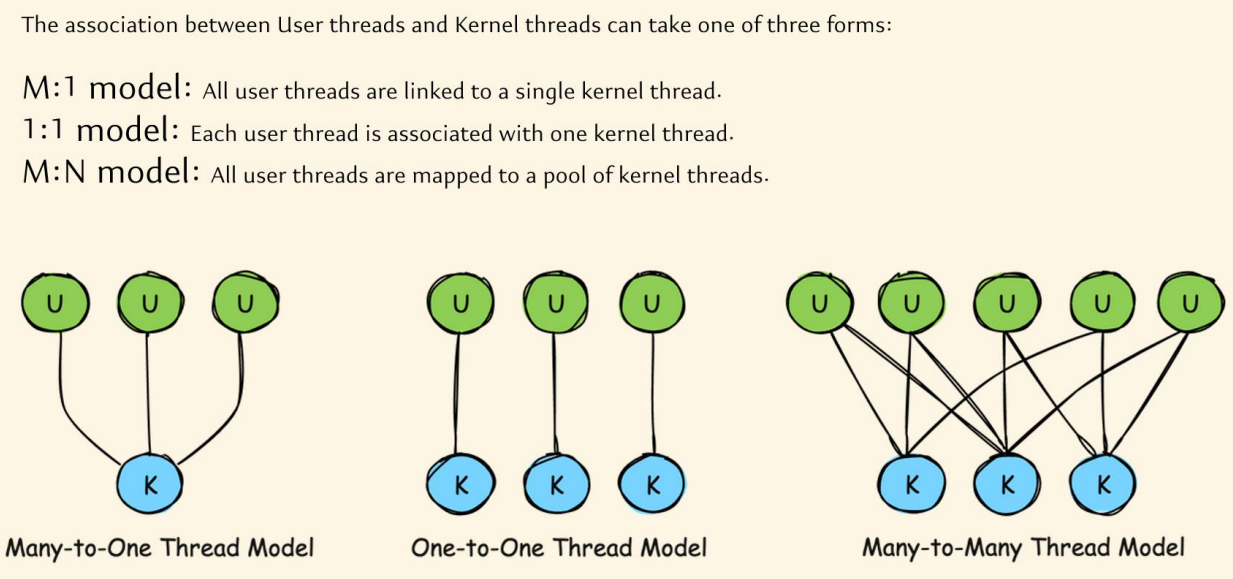 The association between User threads and Kernel threads can take one of three forms:
M:1 model: All user threads are linked to a single kernel thread.
1:1 model: Each user thread is associated with one kernel thread.
M:N model: All user threads are mapped to a pool of kernel threads.
U U U U U U U U U U U
K K K K K K K
Many-to-One Thread Model One-to-One Thread Model Many-to-Many Thread Model